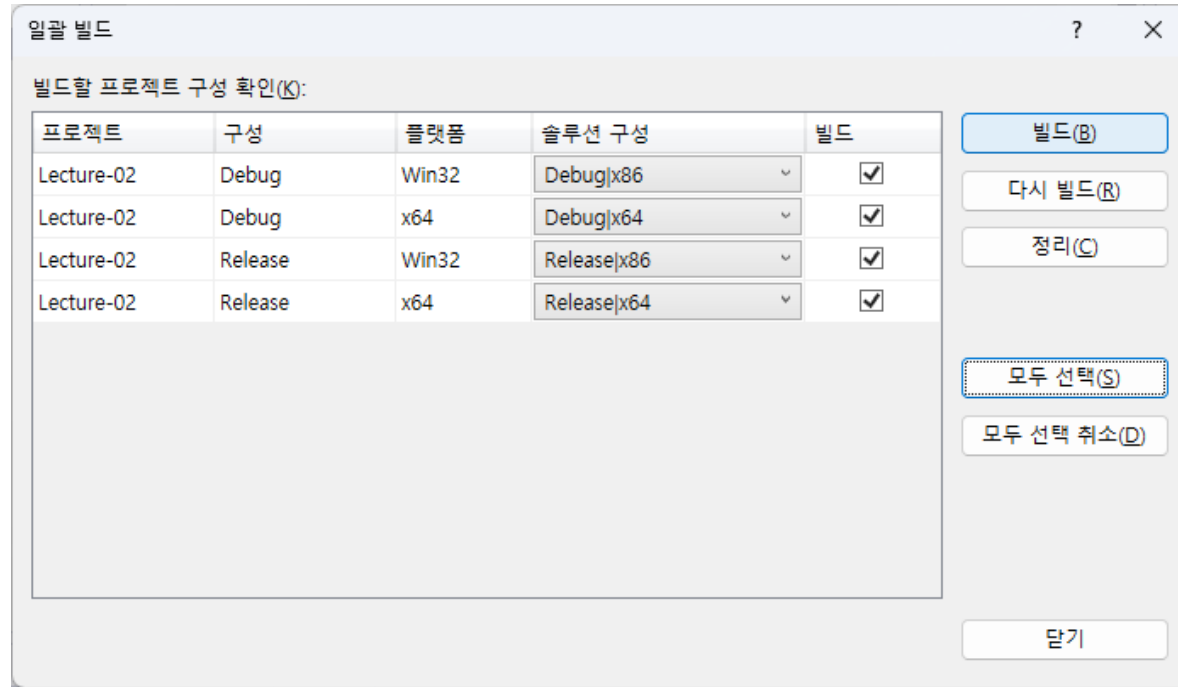 일괄 빌드 ?
빌드할 프로젝트 구성 확인(K):
프로젝트 구성 플랫폼 솔루션 구성 빌드
Lecture-02 Debug Win32 Debug|x86
Lecture-02 Debug x64 Debug|x64
Lecture-02 Release Win32 Release|x86
Lecture-02 Release x64 Release|x64
빌드(B)
다시 빌드(R)
정리(C)
모두 선택(S)
모두 선택 취소(D)
닫기